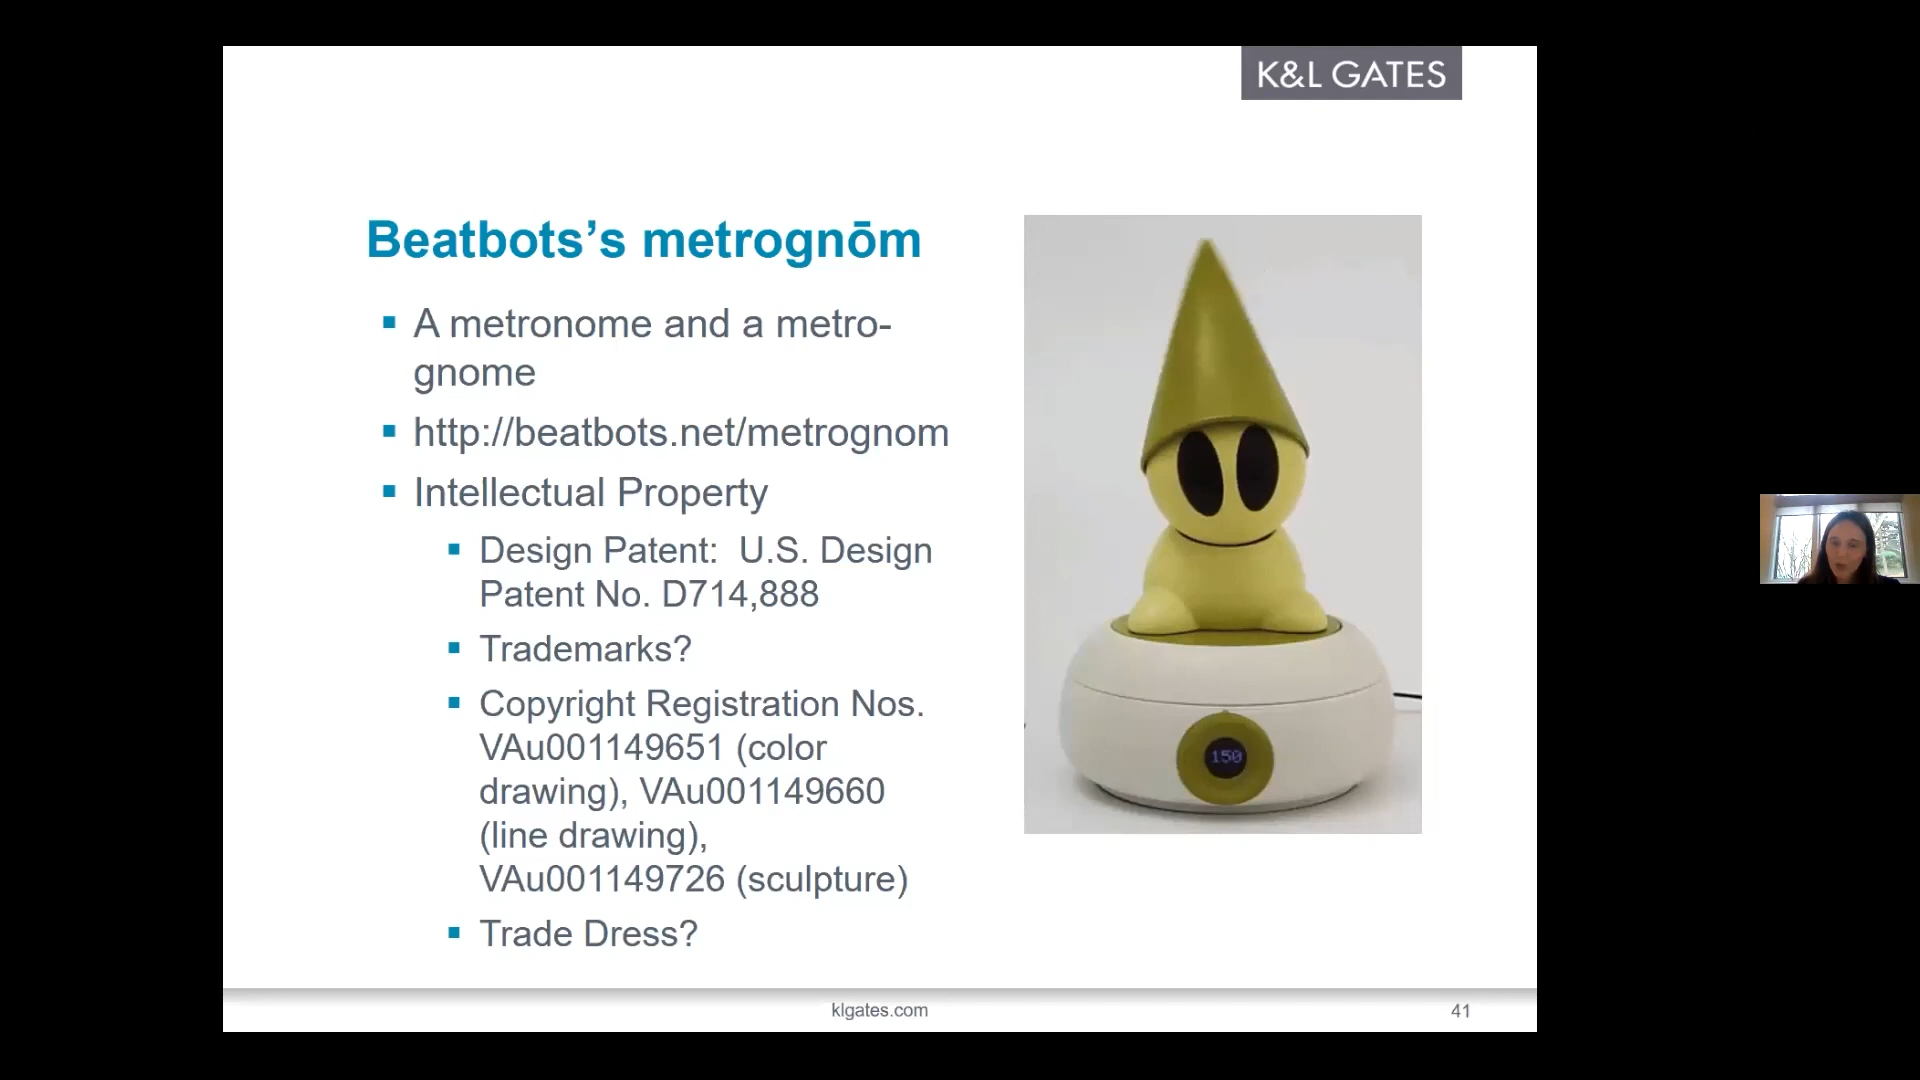 K&L GATES
Beatbots’s metrognōm
▪ A metronome and a metro-
gnome
▪ http://beatbots.net/metrognom
▪ Intellectual Property
▪ Design Patent:  U.S. Design
Patent No. D714,888
▪ Trademarks?
▪ Copyright Registration Nos.
VAu001149651 (color
drawing), VAu001149660
(line drawing),
VAu001149726 (sculpture)
▪ Trade Dress?
150
klgates.com
41